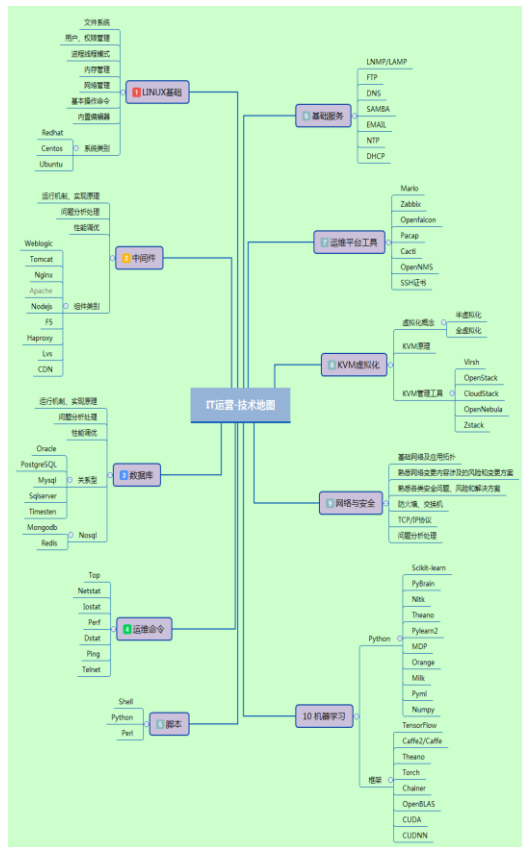 IT运营-技术地图
1 LINUX基础
文件系统
用户、权限管理
进程线程模式
内存管理
网络管理
基本操作命令
内置编辑器
系统类别
Redhat
Centos
Ubuntu
2 中间件
运行机制、实现原理
问题分析处理
性能调优
组件类别
Weblogic
Tomcat
Nginx
Apache
Nodejs
F5
Haproxy
Lvs
CDN
3 数据库
运行机制、实现原理
问题分析处理
性能调优
关系型
Oracle
PostgreSQL
Mysql
Sqlserver
Timesten
Nosql
Mongodb
Redis
4 运维命令
Top
Netstat
Iostat
Perf
Dstat
Ping
Telnet
5 脚本
Shell
Python
Perl
6 基础服务
LNMP/LAMP
FTP
DNS
SAMBA
EMAIL
NTP
DHCP
7 运维平台工具
Mario
Zabbix
Openfalcon
Pacap
Cacti
OpenNMS
SSH证书
8 KVM虚拟化
虚拟化概念
半虚拟化
全虚拟化
KVM原理
KVM管理工具
Virsh
OpenStack
CloudStack
OpenNebula
Zstack
9 网络与安全
基础网络及应用拓扑
熟悉网络变更内容涉及的风险和变更方案
熟悉各类安全问题、风险和解决方案
防火墙、交换机
TCP/IP协议
问题分析处理
10 机器学习
Python
Scikit-learn
PyBrain
Nltk
Theano
Pylearn2
MDP
Orange
Milk
Pyml
Numpy
框架
TensorFlow
Caffe2/Caffe
Theano
Torch
Chainer
OpenBLAS
CUDA
CUDNN